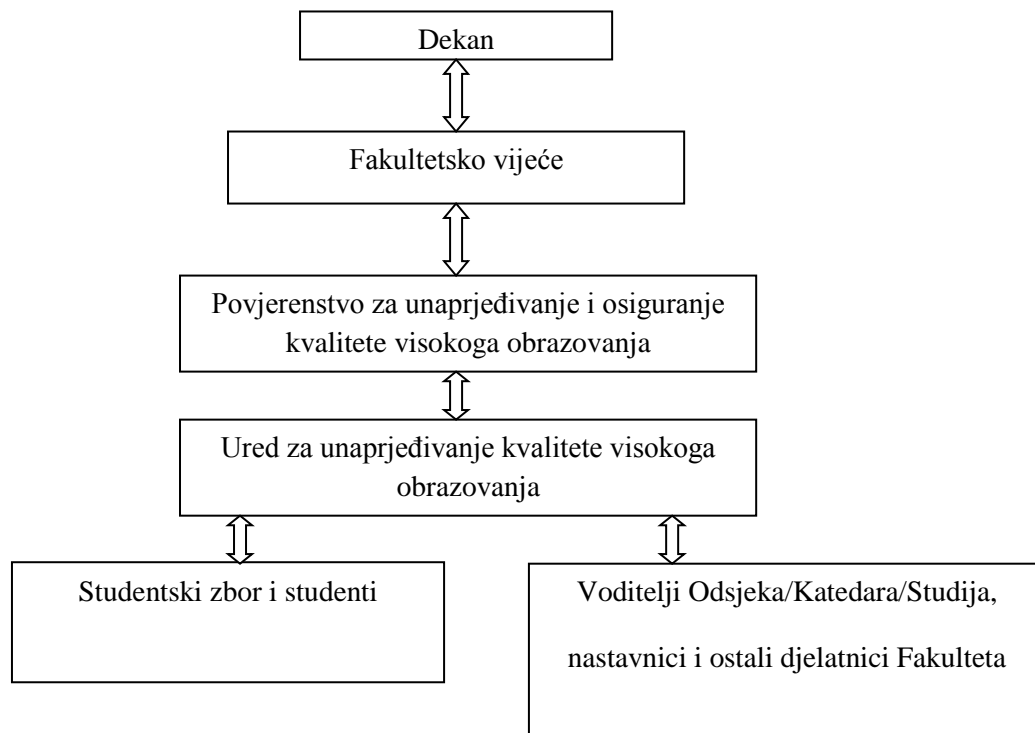 Dekan
Fakultetsko vijeće
Povjerenstvo za unaprjeđivanje i osiguranje
kvalitete visokoga obrazovanja
Ured za unaprjeđivanje kvalitete visokoga
obrazovanja
Studentski zbor i studenti
Voditelji Odsjeka/Katedara/Studija,
nastavnici i ostali djelatnici Fakulteta